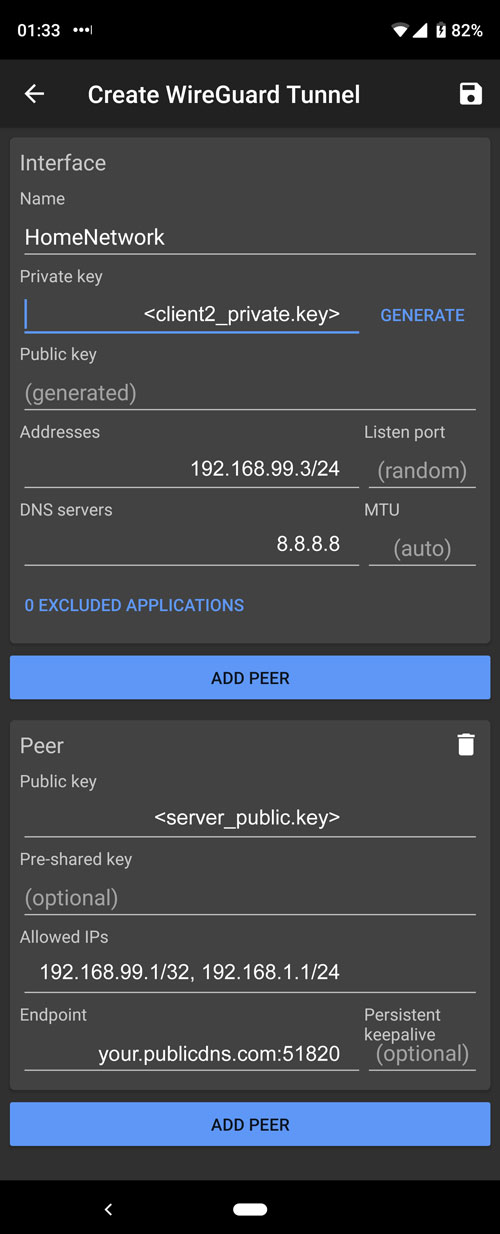 01:33 82%
Create WireGuard Tunnel
Interface
Name
HomeNetwork
Private key
<client2_private.key> GENERATE
Public key
(generated)
Addresses Listen port
192.168.99.3/24 (random)
DNS servers MTU
8.8.8.8 (auto)
0 EXCLUDED APPLICATIONS
ADD PEER
Peer
Public key
<server_public.key>
Pre-shared key
(optional)
Allowed IPs
192.168.99.1/32, 192.168.1.1/24
Endpoint Persistent
keepalive
your.publicdns.com:51820 (optional)
ADD PEER